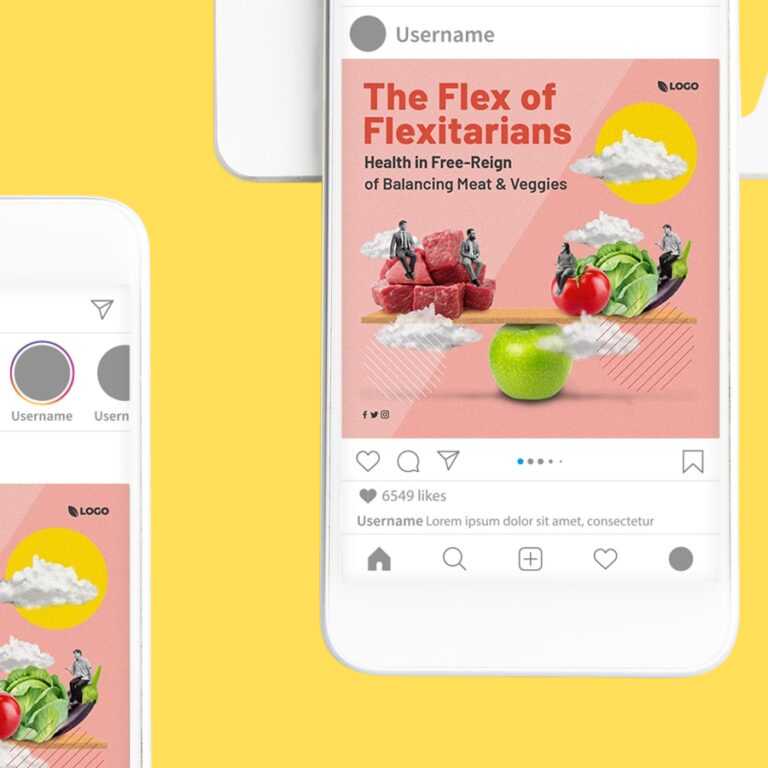 Username
The Flex of
Flexitarians
LOGO
Health in Free-Reign
of Balancing Meat & Veggies
6549 likes
Username Lorem ipsum dolor sit amet, consectetur
Username
Usern
LOGO